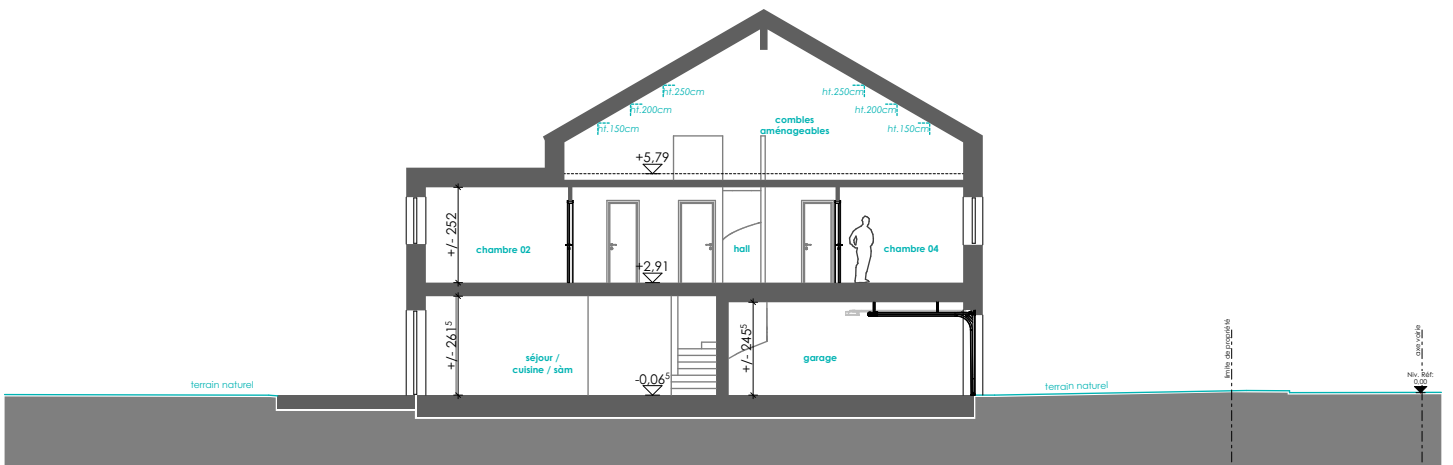 ht.250cm
ht.250cm
ht.200cm
ht.200cm
ht.150cm
ht.150cm
combles
aménageables
+5,79
+/- 252
chambre 02
hall
chambre 04
+2,91
+/- 261⁵
séjour /
cuisine / sàm
+/- 245⁵
garage
-0,06⁵
terrain naturel
terrain naturel
limite de propriété
axe voirie
Niv. Réf:
0,00